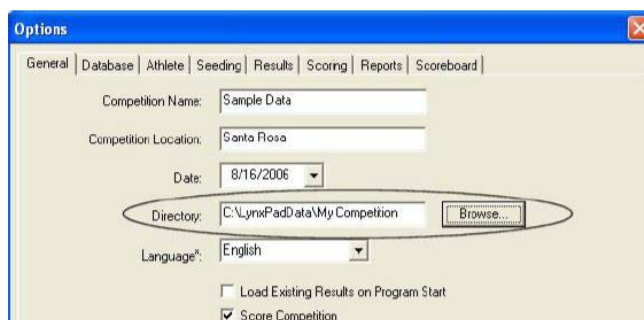 Options
General Database Athlete Seeding Results Scoring Reports Scoreboard
Competition Name: Sample Data
Competition Location: Santa Rosa
Date: 8/16/2006
Directory: C:\LynxPadData\My Competition Browse...
Language*: English
Load Existing Results on Program Start
Score Competition